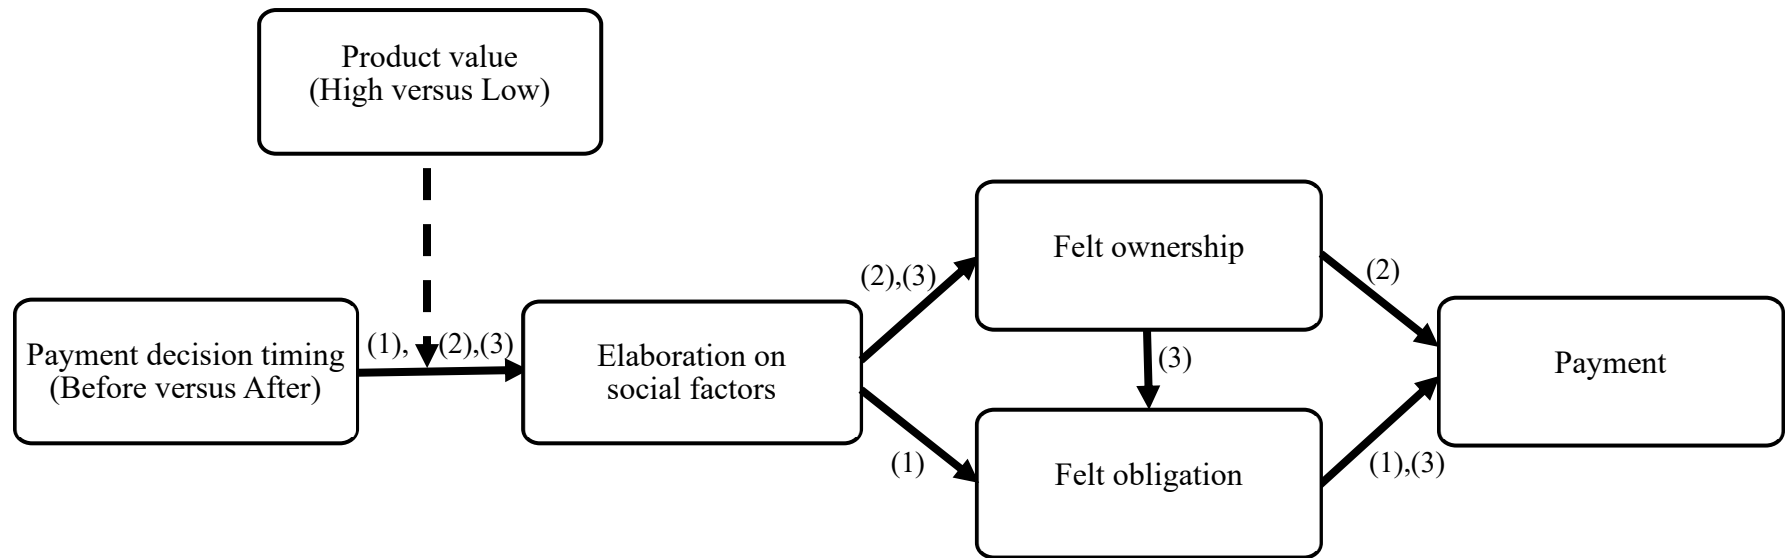 Product value
(High versus Low)
Felt ownership
(2),(3)
(2)
Payment decision timing
(Before versus After)
(1),
(2),(3)
Elaboration on
social factors
(3)
Payment
(1)
Felt obligation
(1),(3)